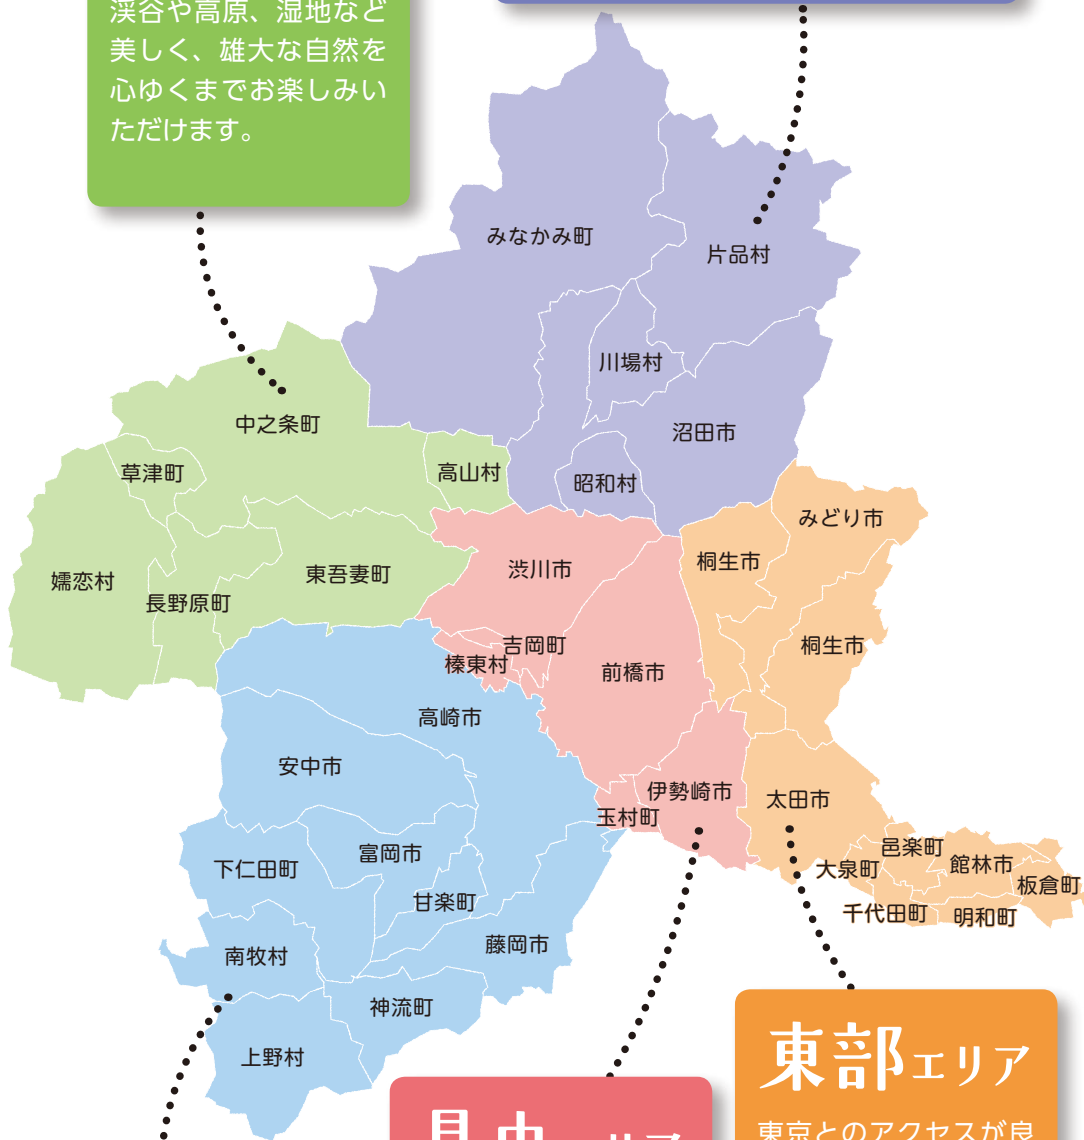 渓谷や高原、湿地など
美しく、雄大な自然を
心ゆくまでお楽しみい
ただけます。
みなかみ町
片品村
川場村
中之条町
沼田市
草津町
高山村
昭和村
みどり市
桐生市
渋川市
東吾妻町
嬬恋村
長野原町
吉岡町
桐生市
榛東村
前橋市
高崎市
安中市
伊勢崎市
太田市
玉村町
邑楽町
富岡市
館林市
下仁田町
大泉町
板倉町
甘楽町
千代田町
明和町
藤岡市
南牧村
神流町
上野村
東部エリア
東京とのアクセスが良